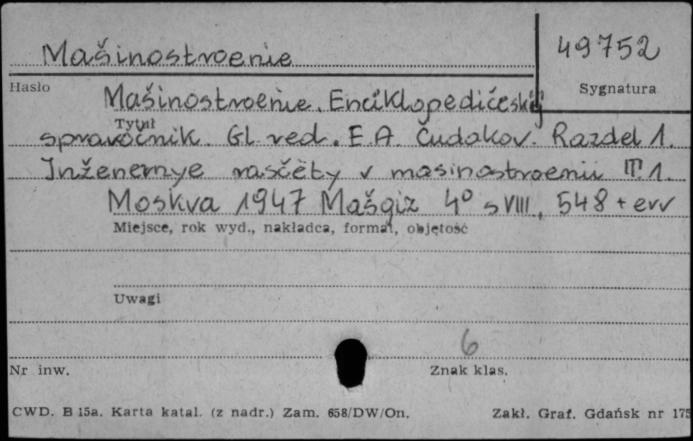 Mašinostroenie
49752
Hasło
Sygnatura
Mašinostroenie. Enciklopedičeskij
Tytuł
spravočnik. Gl. red. E.A. Čudakov. Razdel 1.
Inženernye rasčëty v mašinostroenii T. 1.
Moskva 1947 Mašgiz 4° s VIII, 548 + err
Miejsce, rok wyd., nakładca, format, objętość
Uwagi
6
Nr inw.
Znak klas.
CWD. B 15a. Karta katal. (z nadr.) Zam. 658/DW/On.
Zakł. Graf. Gdańsk nr 175